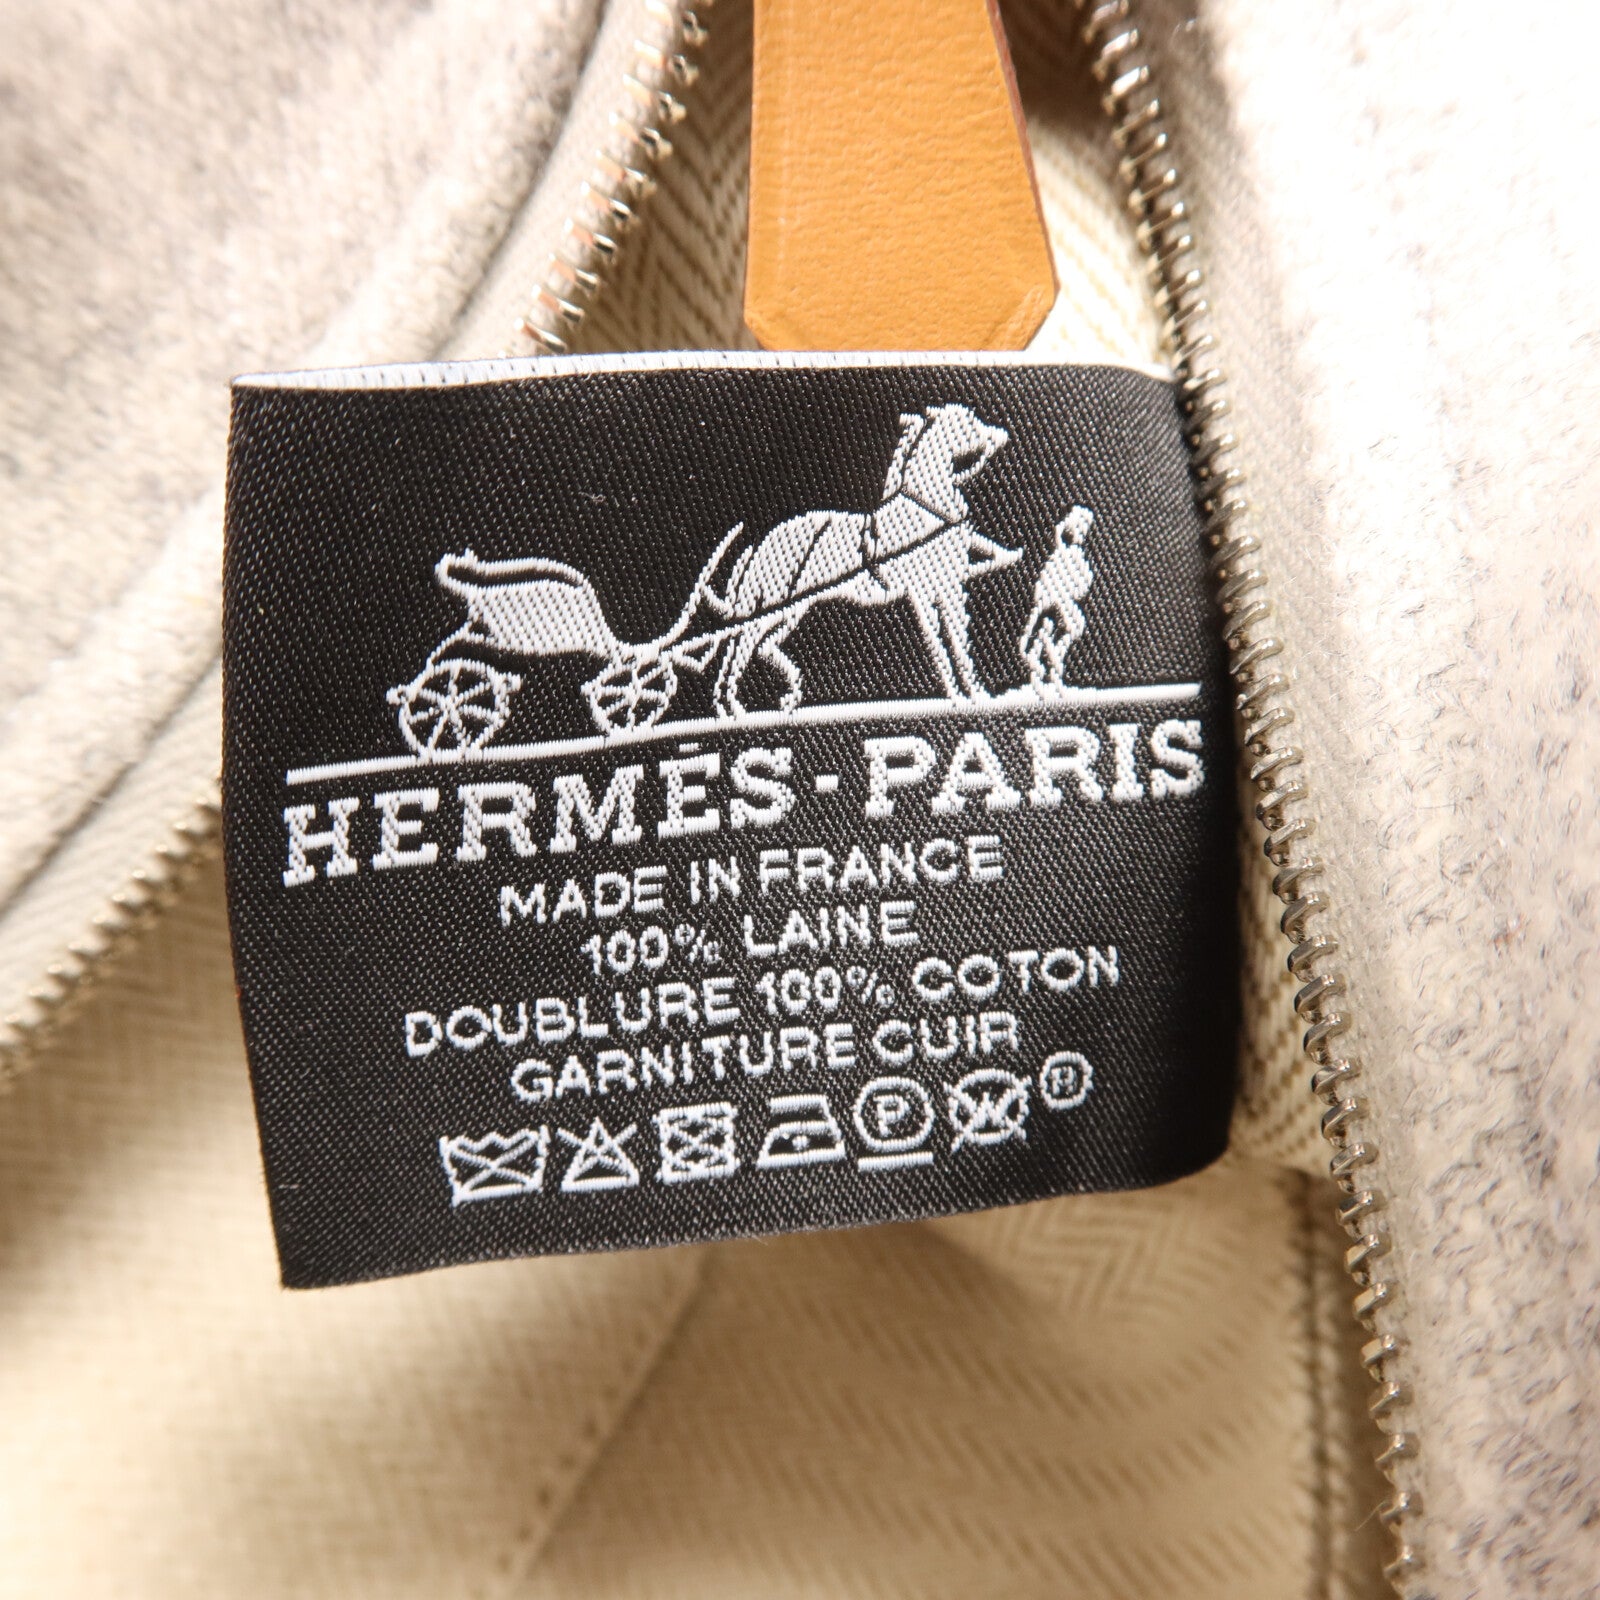 HERMÈS-PARIS
MADE IN FRANCE
100% LAINE
DOUBLURE 100% COTON
GARNITURE CUIR
P W H